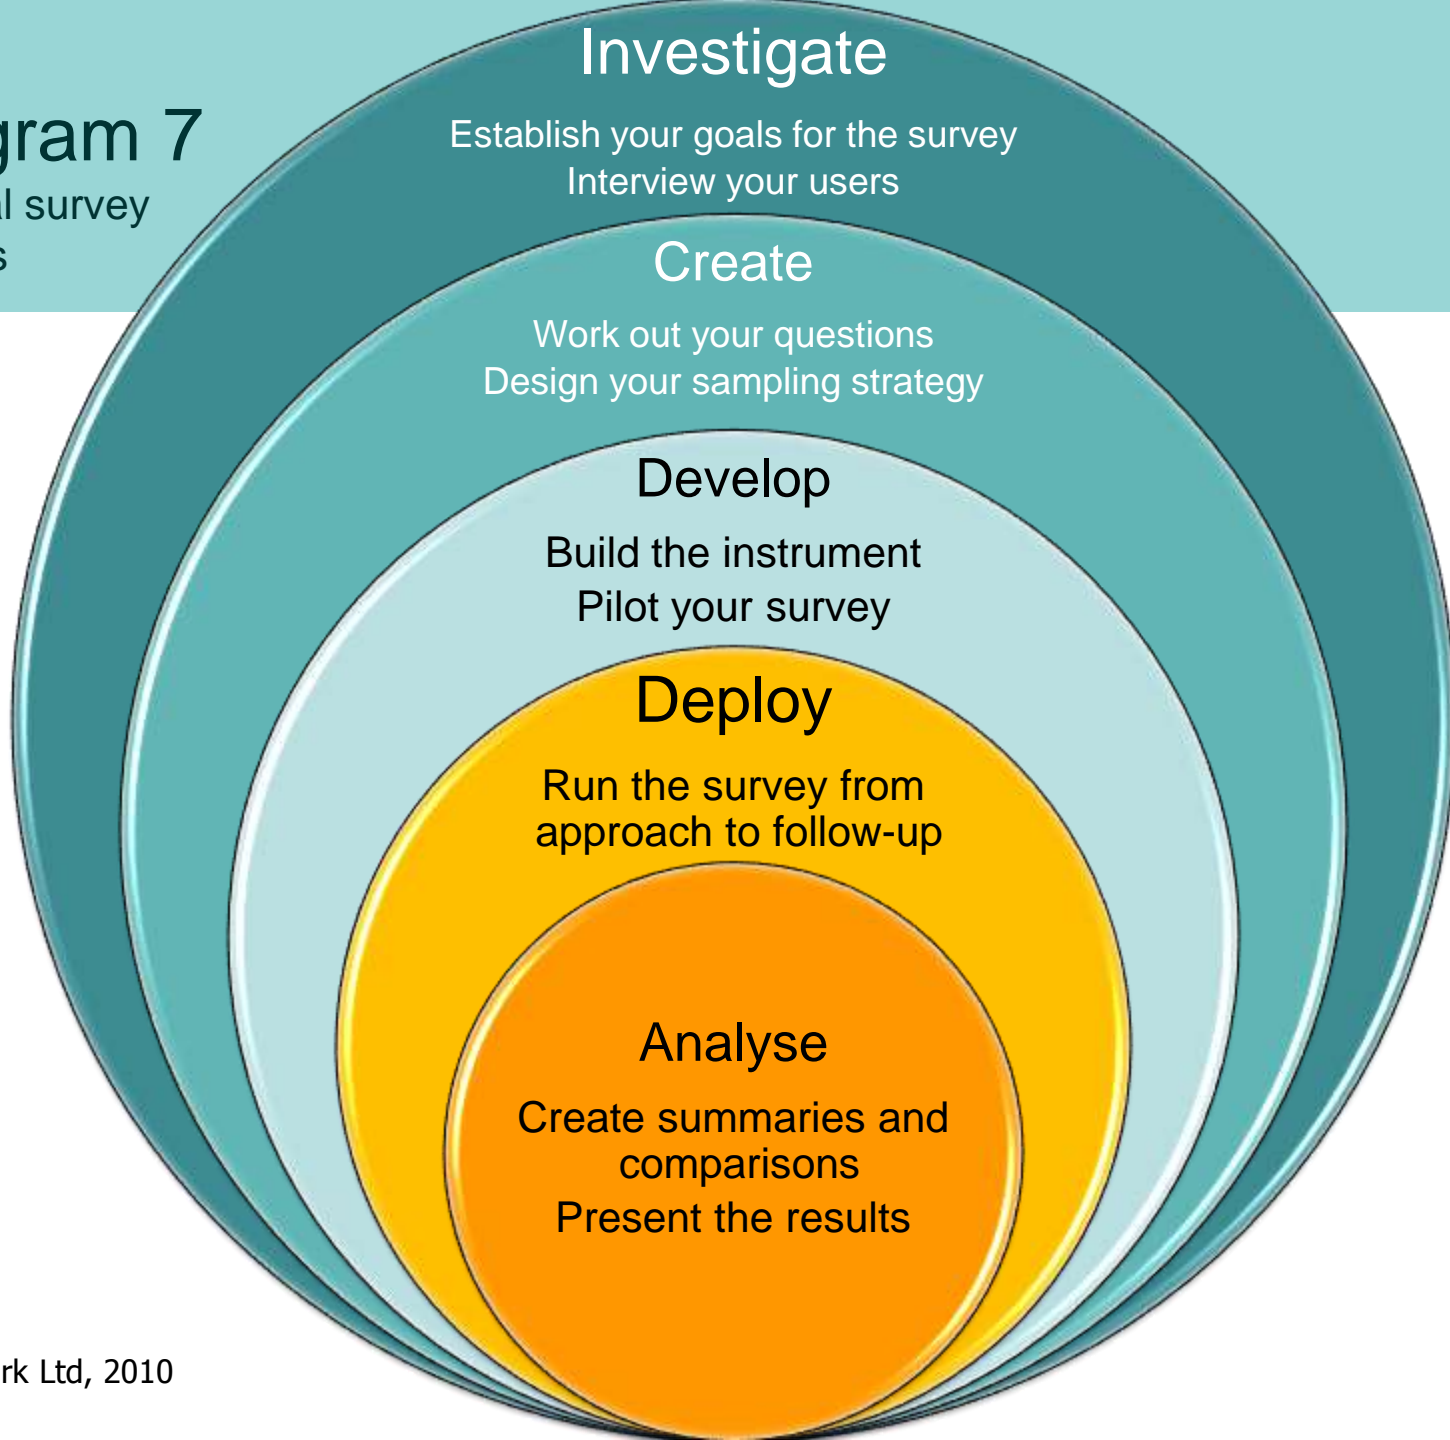 Investigate
Establish your goals for the survey
Interview your users
gram 7
al survey
s
Create
Work out your questions
Design your sampling strategy
Develop
Build the instrument
Pilot your survey
Deploy
Run the survey from
approach to follow-up
Analyse
Create summaries and
comparisons
Present the results
rk Ltd, 2010